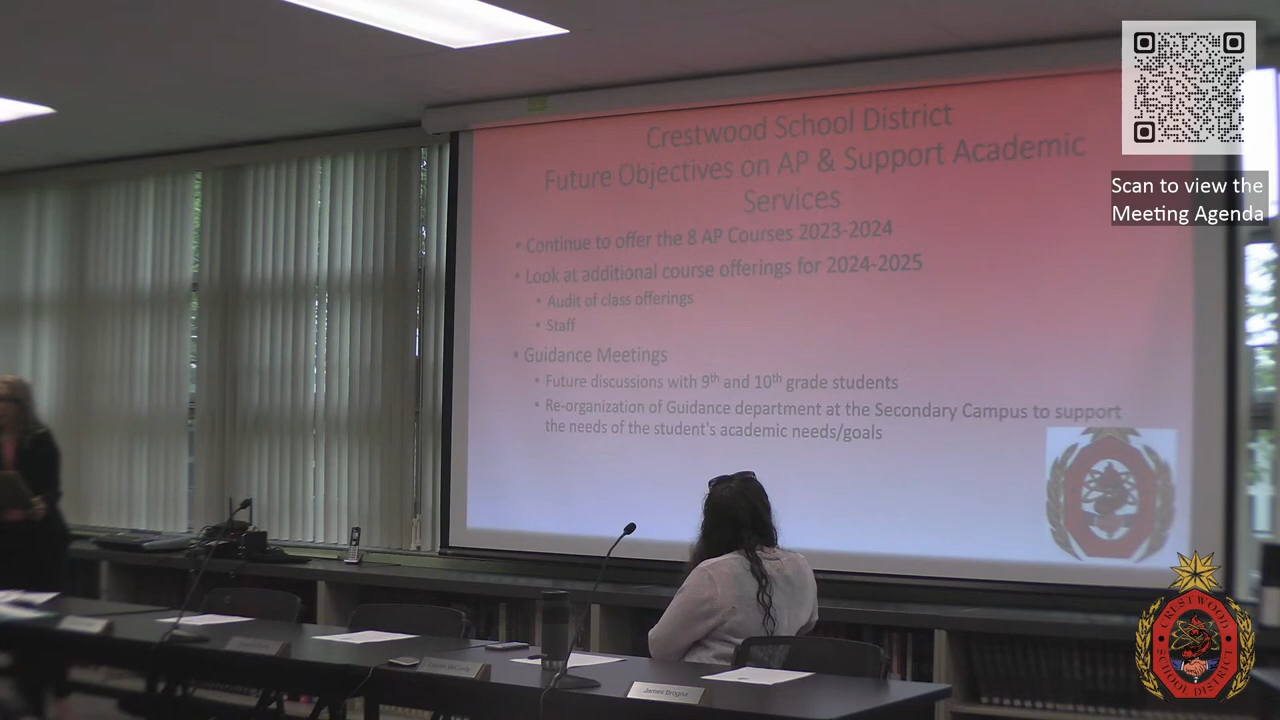 Crestwood School District
Future Objectives on AP & Support Academic
Services
• Continue to offer the 8 AP Courses 2023-2024
• Look at additional course offerings for 2024-2025
• Audit of class offerings
• Staff
• Guidance Meetings
• Future discussions with 9th and 10th grade students
• Re-organization of Guidance department at the Secondary Campus to support
the needs of the student's academic needs/goals
Scan to view the
Meeting Agenda
James Brogna
CRESTWOOD
SCHOOL DISTRICT